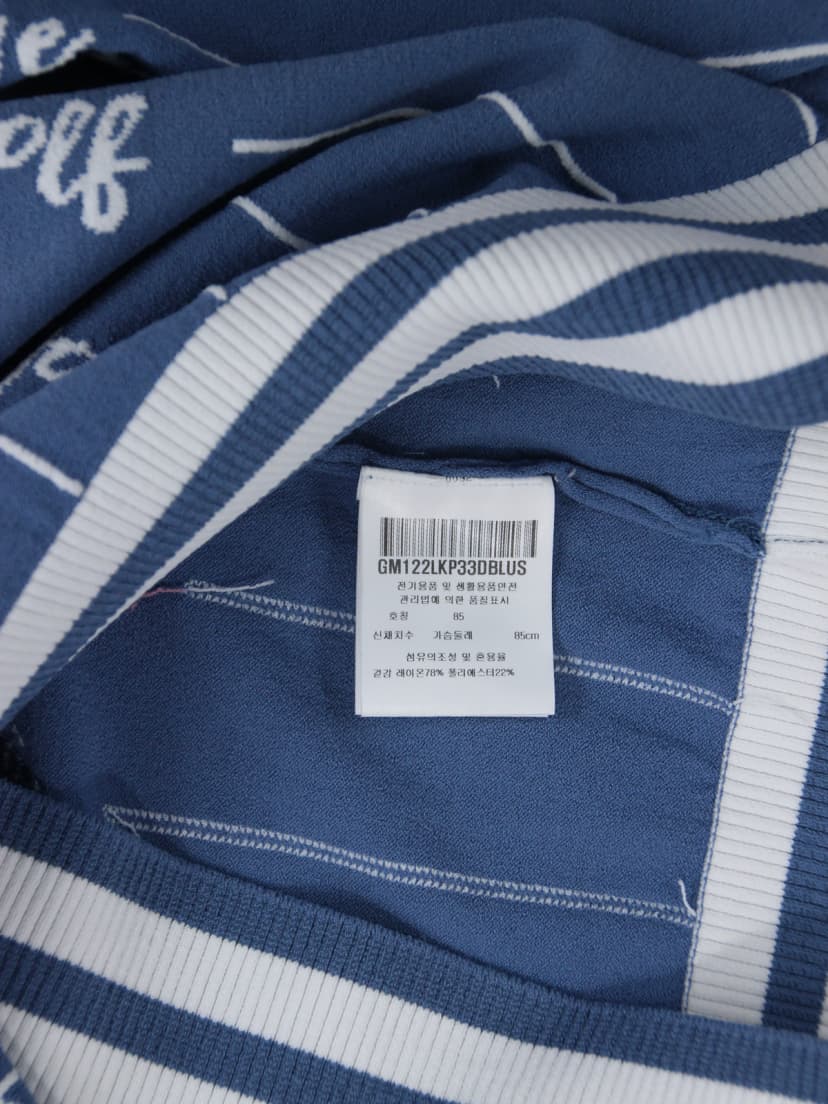 olf
GM122LKP33DBLUS
전기용품 및 생활용품안전
관리법에 의한 품질표시
호칭 85
신체치수 가슴둘레 85cm
섬유의조성 및 혼용율
겉감 레이온78% 폴리에스터22%